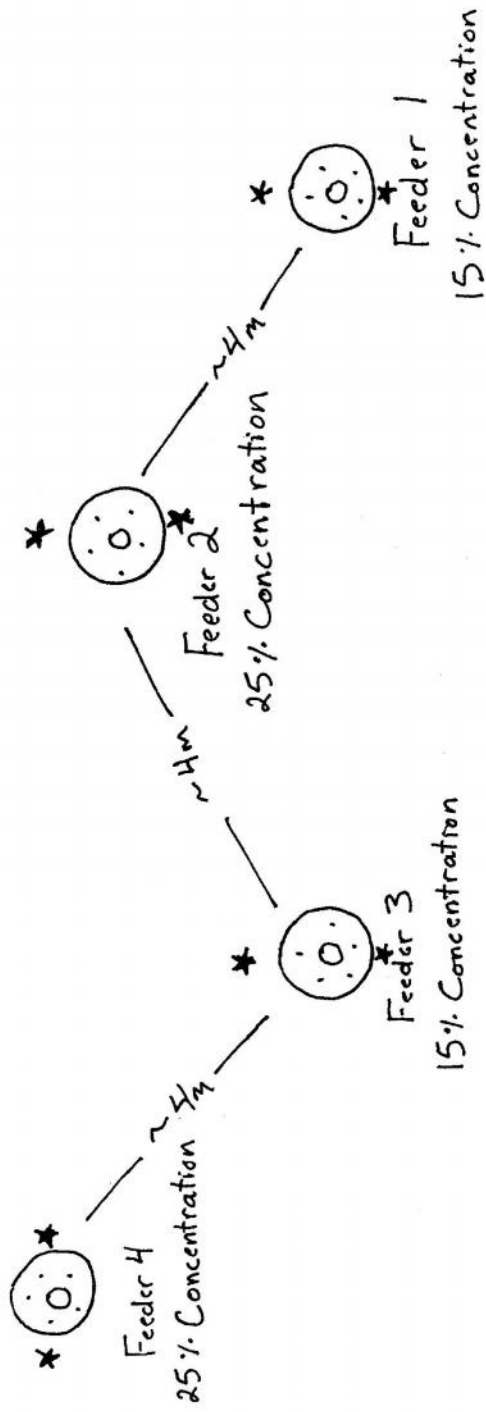 Feeder 4
25% Concentration
~4m
Feeder 3
15% Concentration
~4m
Feeder 2
25% Concentration
~4m
Feeder 1
15% Concentration